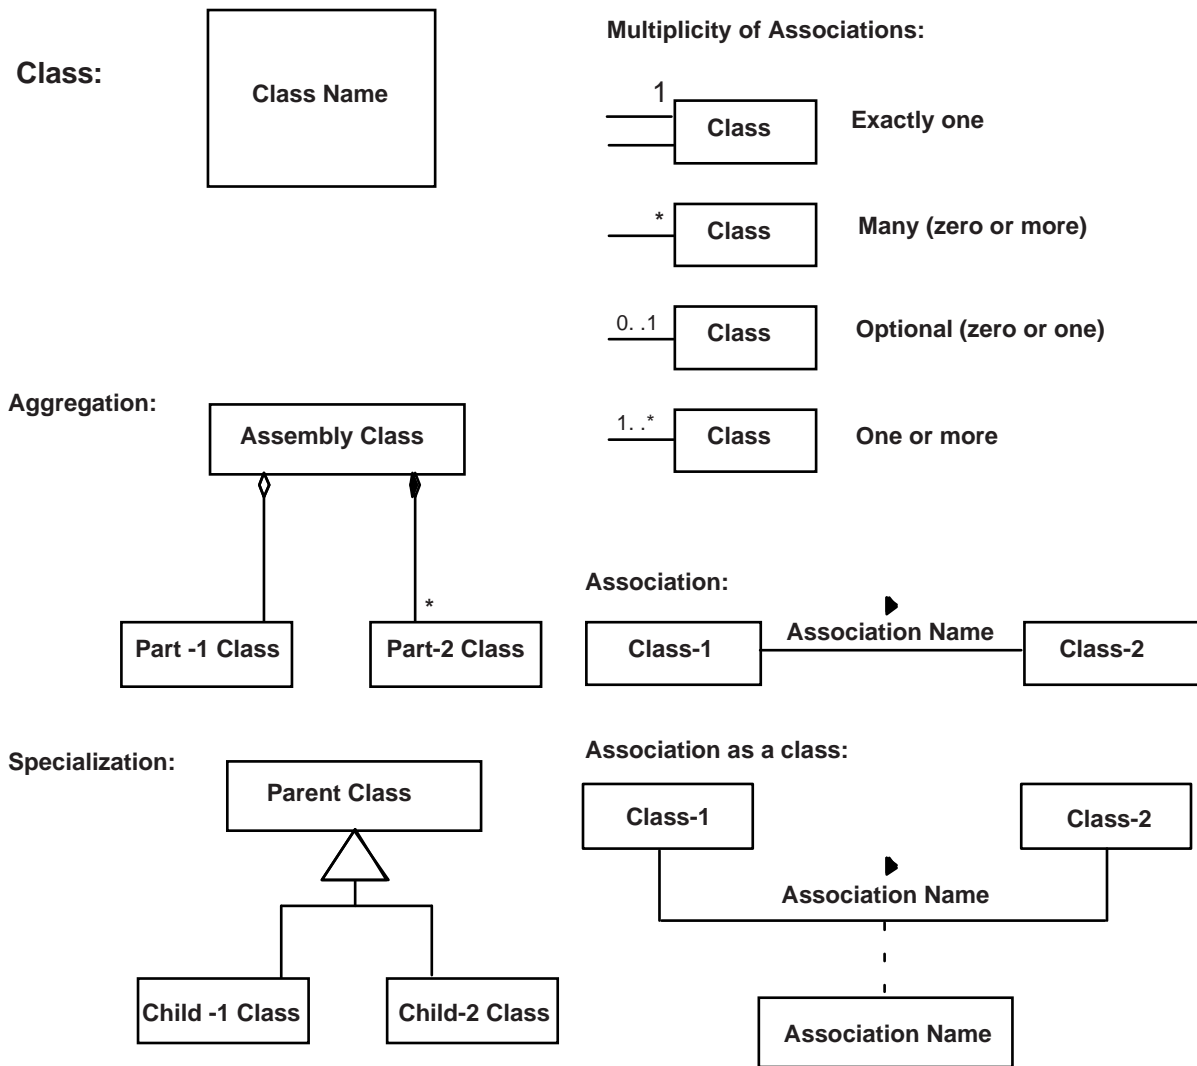 Class:
Class Name
Aggregation:
Assembly Class
*
Part -1 Class
Part-2 Class
Specialization:
Parent Class
Child -1 Class
Child-2 Class
Multiplicity of Associations:
1
Class
Exactly one
*
Class
Many (zero or more)
0. .1
Class
Optional (zero or one)
1. .*
Class
One or more
Association:
Class-1
Association Name
Class-2
Association as a class:
Class-1
Class-2
Association Name
Association Name